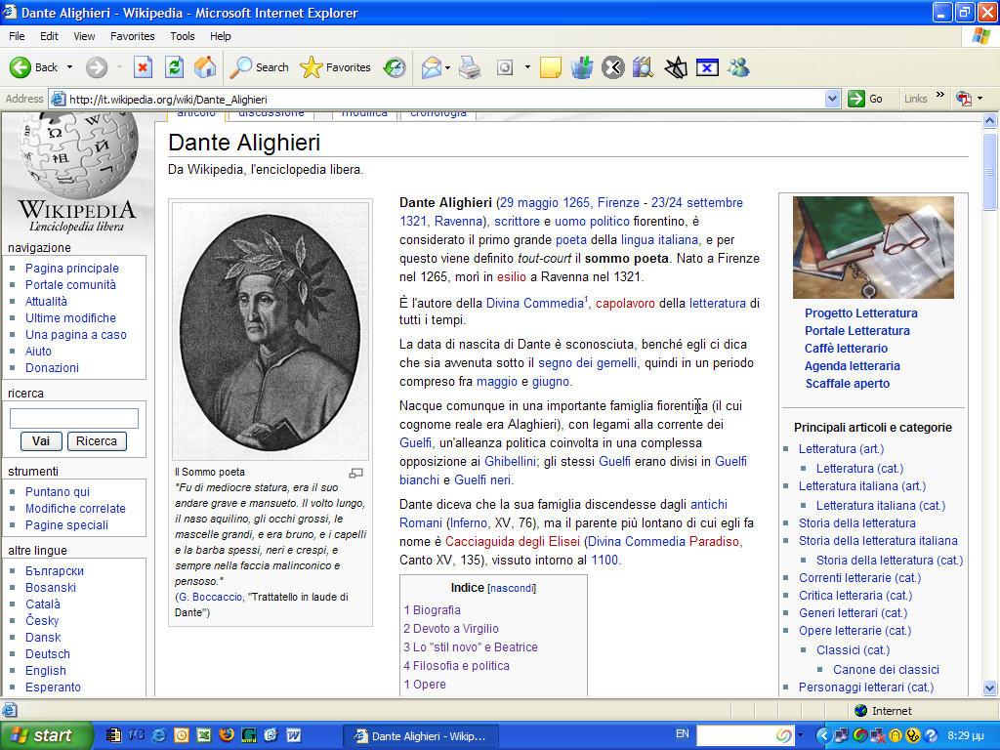 Dante Alighieri - Wikipedia - Microsoft Internet Explorer
File Edit View Favorites Tools Help
Back Search Favorites
Address http://it.wikipedia.org/wiki/Dante_Alighieri Go Links
articolo discussione modifica cronologia
WIKIPEDIA
L'enciclopedia libera
navigazione
Pagina principale
Portale comunità
Attualità
Ultime modifiche
Una pagina a caso
Aiuto
Donazioni
ricerca
Vai Ricerca
strumenti
Puntano qui
Modifiche correlate
Pagine speciali
altre lingue
Български
Bosanski
Català
Česky
Dansk
Deutsch
English
Esperanto
Dante Alighieri
Da Wikipedia, l'enciclopedia libera.
Il Sommo poeta
"Fu di mediocre statura, era il suo
andare grave e mansueto. Il volto lungo,
il naso aquilino, gli occhi grossi, le
mascelle grandi, e era bruno, e i capelli
e la barba spessi, neri e crespi, e
sempre nella faccia malinconico e
pensoso."
(G. Boccaccio, "Trattatello in laude di
Dante")
Dante Alighieri (29 maggio 1265, Firenze - 23/24 settembre
1321, Ravenna), scrittore e uomo politico fiorentino, è
considerato il primo grande poeta della lingua italiana, e per
questo viene definito tout-court il sommo poeta. Nato a Firenze
nel 1265, morì in esilio a Ravenna nel 1321.
È l'autore della Divina Commedia1, capolavoro della letteratura di
tutti i tempi.
La data di nascita di Dante è sconosciuta, benché egli ci dica
che sia avvenuta sotto il segno dei gemelli, quindi in un periodo
compreso fra maggio e giugno.
Nacque comunque in una importante famiglia fiorentina (il cui
cognome reale era Alaghieri), con legami alla corrente dei
Guelfi, un'alleanza politica coinvolta in una complessa
opposizione ai Ghibellini; gli stessi Guelfi erano divisi in Guelfi
bianchi e Guelfi neri.
Dante diceva che la sua famiglia discendesse dagli antichi
Romani (Inferno, XV, 76), ma il parente più lontano di cui egli fa
nome è Cacciaguida degli Elisei (Divina Commedia Paradiso,
Canto XV, 135), vissuto intorno al 1100.
Indice [nascondi]
1 Biografia
2 Devoto a Virgilio
3 Lo "stil novo" e Beatrice
4 Filosofia e politica
1 Opere
Progetto Letteratura
Portale Letteratura
Caffè letterario
Agenda letteraria
Scaffale aperto
Principali articoli e categorie
Letteratura (art.)
Letteratura (cat.)
Letteratura italiana (art.)
Letteratura italiana (cat.)
Storia della letteratura
Storia della letteratura italiana
Storia della letteratura (cat.)
Correnti letterarie (cat.)
Critica letteraria (cat.)
Generi letterari (cat.)
Opere letterarie (cat.)
Classici (cat.)
Canone dei classici
Personaggi letterari (cat.)
Internet
start Dante Alighieri - Wikip... EN 8:29 μμ